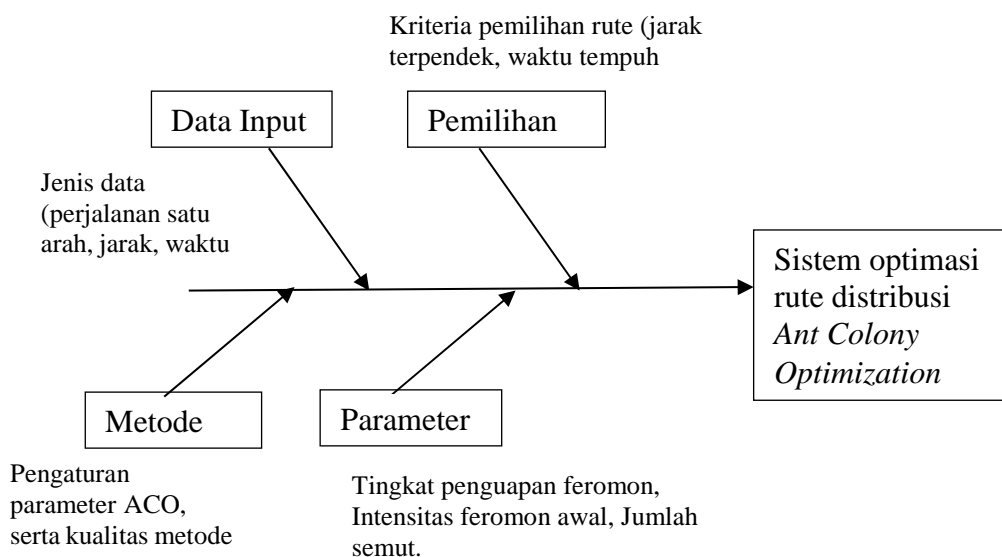 Kriteria pemilihan rute (jarak
terpendek, waktu tempuh
Data Input
Pemilihan
Jenis data
(perjalanan satu
arah, jarak, waktu
Sistem optimasi
rute distribusi
Ant Colony
Optimization
Metode
Parameter
Pengaturan
parameter ACO,
serta kualitas metode
Tingkat penguapan feromon,
Intensitas feromon awal, Jumlah
semut.